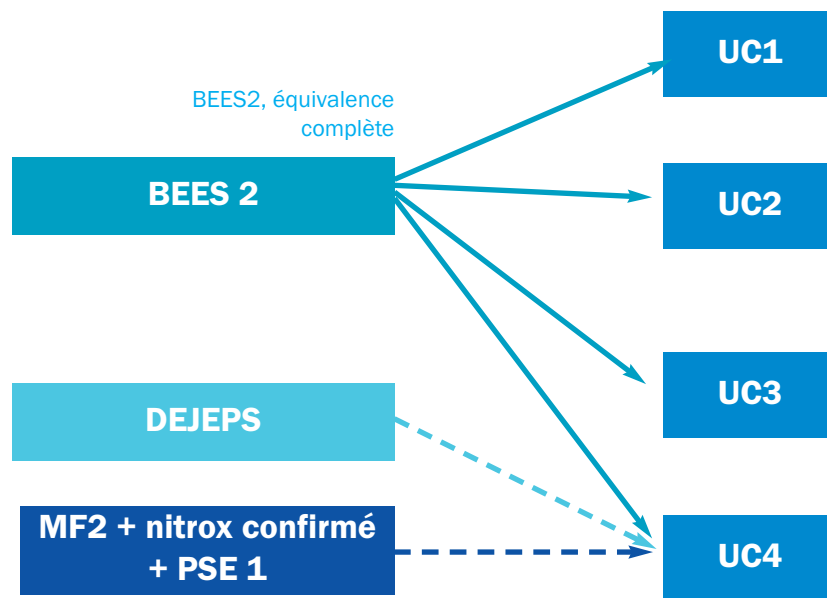 BEES2, équivalence
complète
BEES 2
DEJEPS
MF2 + nitrox confirmé
+ PSE 1
UC1
UC2
UC3
UC4